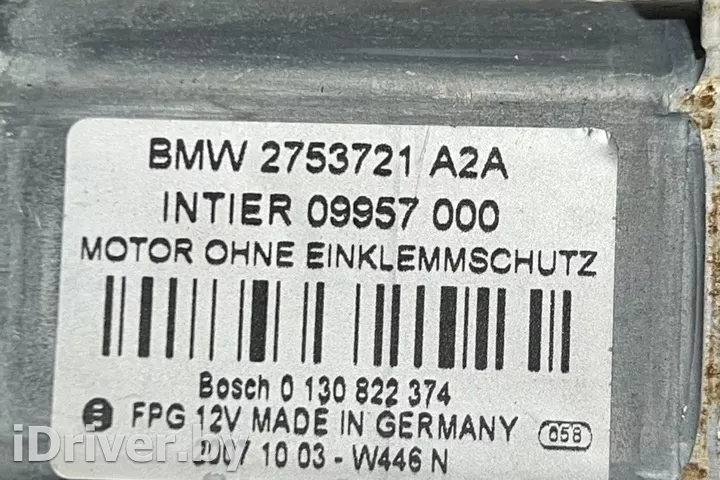 BMW 2753721 A2A
INTIER 09957 000
MOTOR OHNE EINKLEMMSCHUTZ
Bosch 0 130 822 374
FPG 12V MADE IN GERMANY 058
2007 10 03 - W446 N
iDriver.by